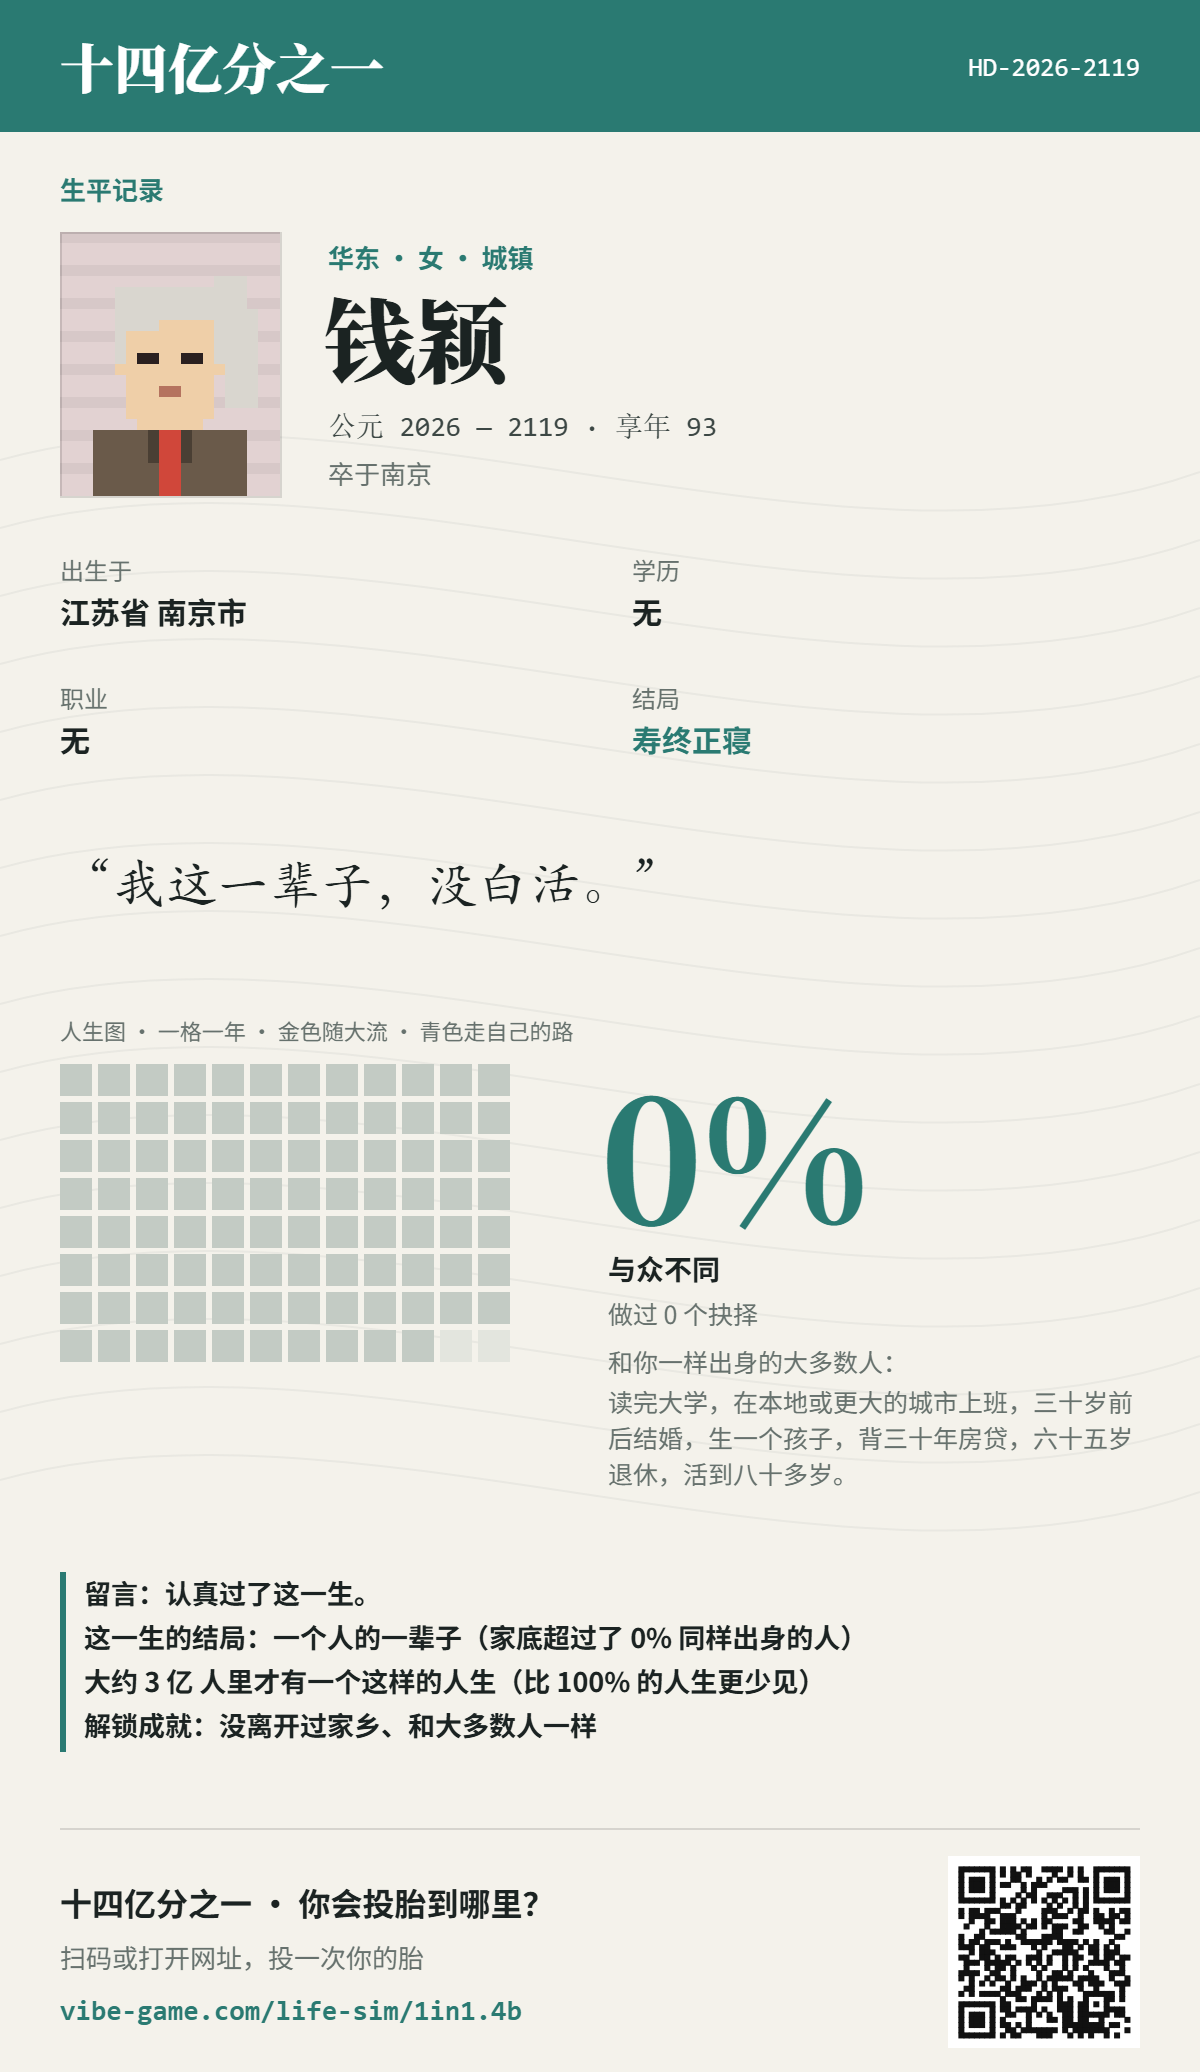 十四亿分之一
HD-2026-2119
生平记录
华东 · 女 · 城镇
钱颖
公元 2026 — 2119 · 享年 93
卒于南京
出生于
江苏省 南京市
学历
无
职业
无
结局
寿终正寝
“我这一辈子，没白活。”
人生图 · 一格一年 · 金色随大流 · 青色走自己的路
0%
与众不同
做过 0 个抉择
和你一样出身的大多数人：
读完大学，在本地或更大的城市上班，三十岁前
后结婚，生一个孩子，背三十年房贷，六十五岁
退休，活到八十多岁。
留言：认真过了这一生。
这一生的结局：一个人的一辈子（家底超过了 0% 同样出身的人）
大约 3 亿 人里才有一个这样的人生（比 100% 的人生更少见）
解锁成就：没离开过家乡、和大多数人一样
十四亿分之一 · 你会投胎到哪里？
扫码或打开网址，投一次你的胎
vibe-game.com/life-sim/1in1.4b